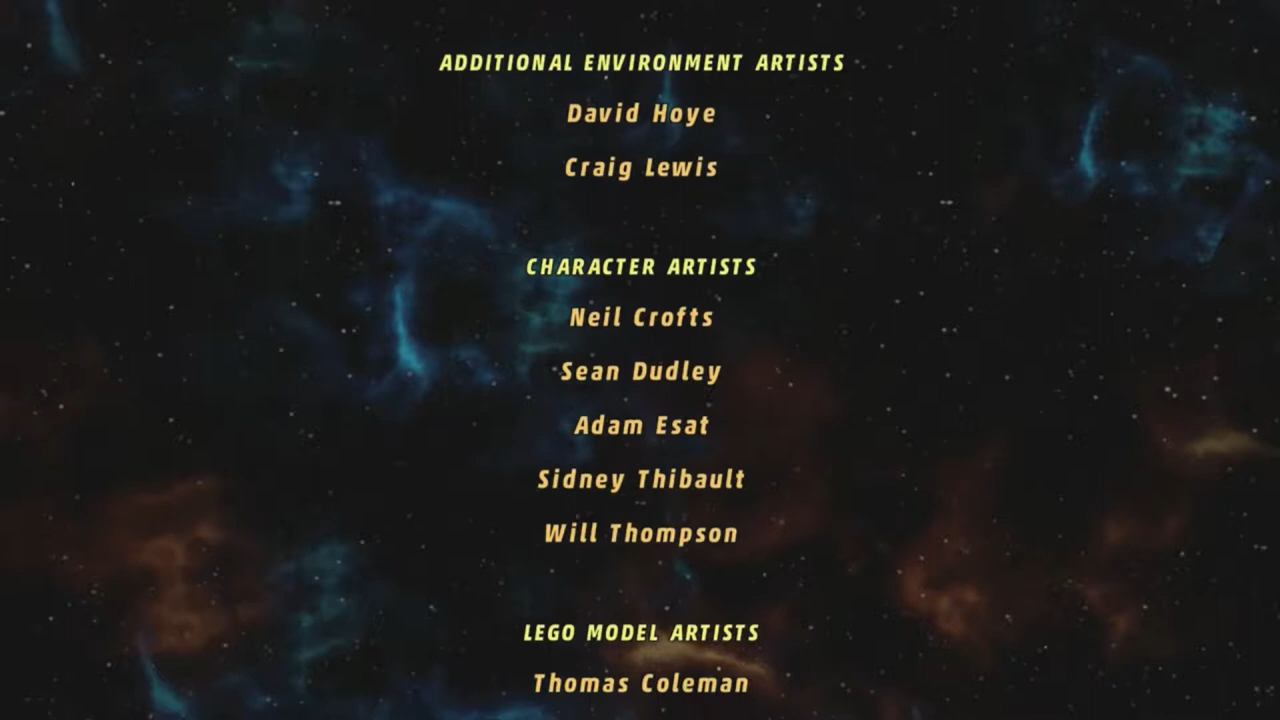 ADDITIONAL ENVIRONMENT ARTISTS
David Hoye
Craig Lewis
CHARACTER ARTISTS
Neil Crofts
Sean Dudley
Adam Esat
Sidney Thibault
Will Thompson
LEGO MODEL ARTISTS
Thomas Coleman